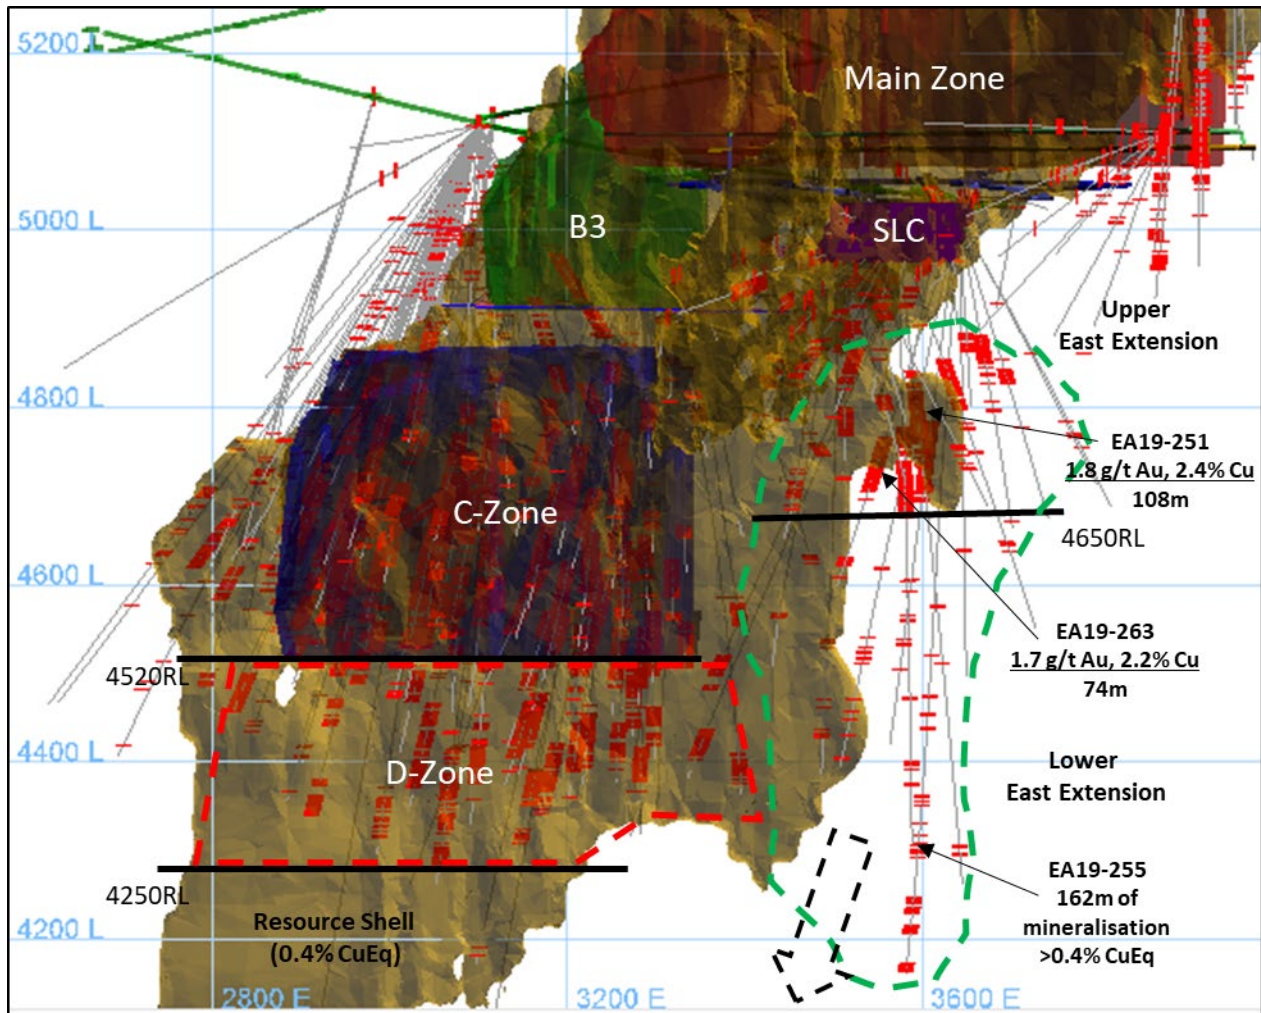 5200 L
Main Zone
5000 L
B3
SLC
Upper
East Extension
4800 L
EA19-251
1.8 g/t Au, 2.4% Cu
108m
C-Zone
4650RL
4600 L
EA19-263
1.7 g/t Au, 2.2% Cu
74m
4520RL
4400 L
D-Zone
Lower
East Extension
4250RL
EA19-255
162m of
mineralisation
>0.4% CuEq
Resource Shell
(0.4% CuEq)
4200 L
2800 E
3200 E
3600 E